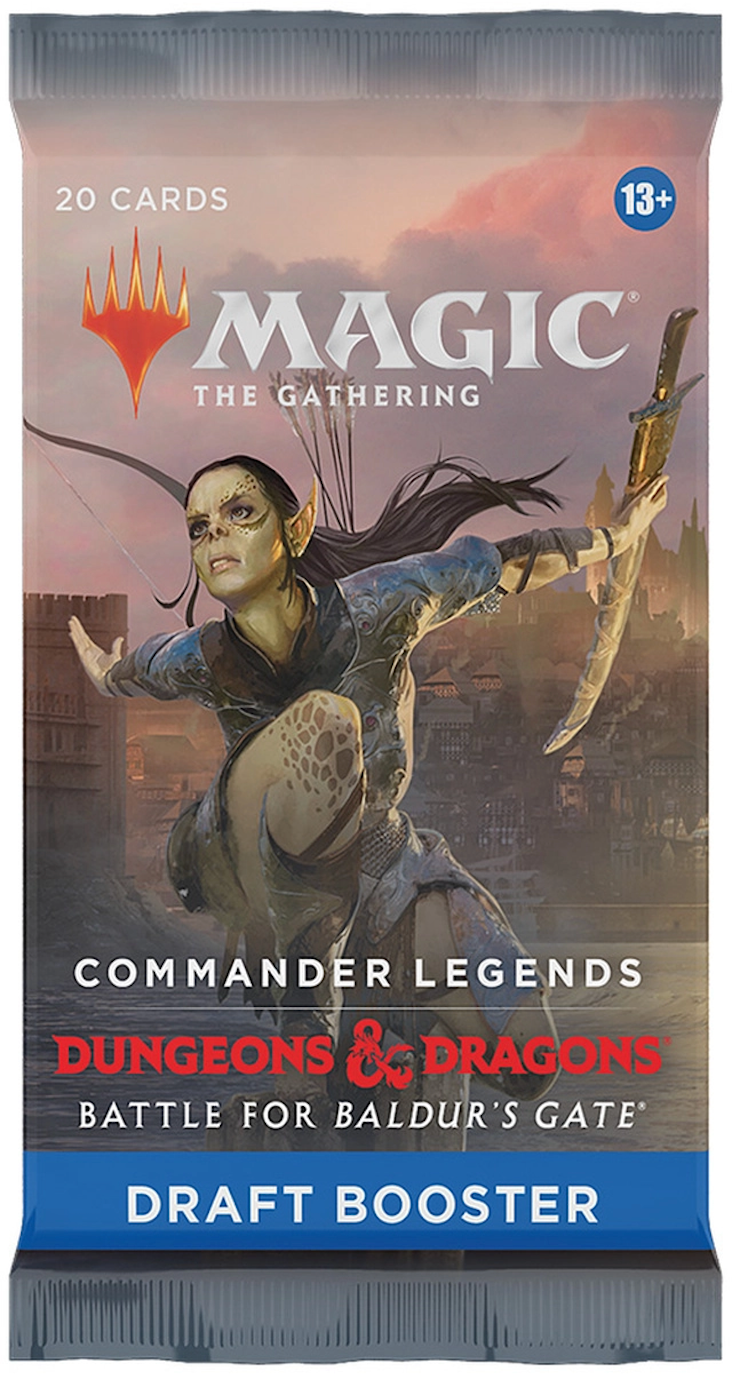 20 CARDS
13+
MAGIC®
THE GATHERING
COMMANDER LEGENDS
DUNGEONS & DRAGONS®
BATTLE FOR BALDUR'S GATE®
DRAFT BOOSTER